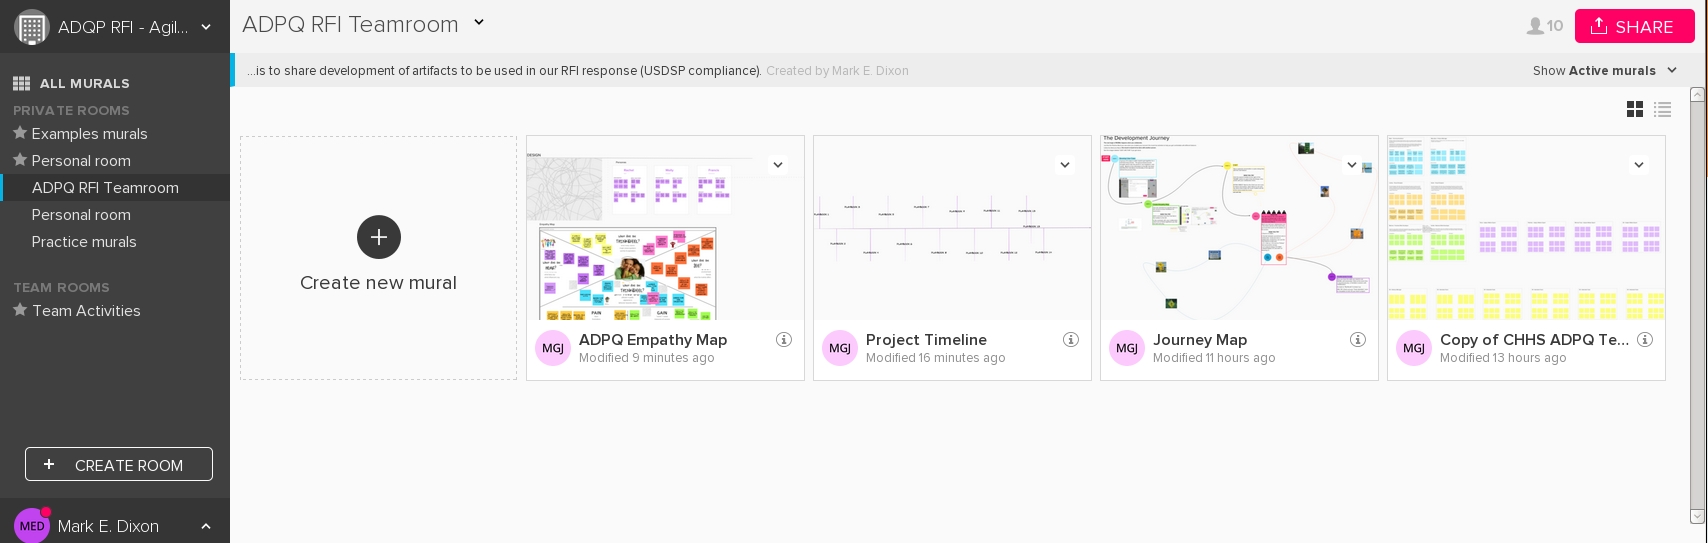 ADQP RFI - Agil...
ADPQ RFI Teamroom
10
SHARE
...is to share development of artifacts to be used in our RFI response (USDSP compliance). Created by Mark E. Dixon
Show Active murals
ALL MURALS
PRIVATE ROOMS
Examples murals
Personal room
ADPQ RFI Teamroom
Personal room
Practice murals
TEAM ROOMS
Team Activities
CREATE ROOM
MED
Mark E. Dixon
Create new mural
The Development Journey
PAIN
GAIN
MGJ
ADPQ Empathy Map
Modified 9 minutes ago
MGJ
Project Timeline
Modified 16 minutes ago
MGJ
Journey Map
Modified 11 hours ago
MGJ
Copy of CHHS ADPQ Te...
Modified 13 hours ago